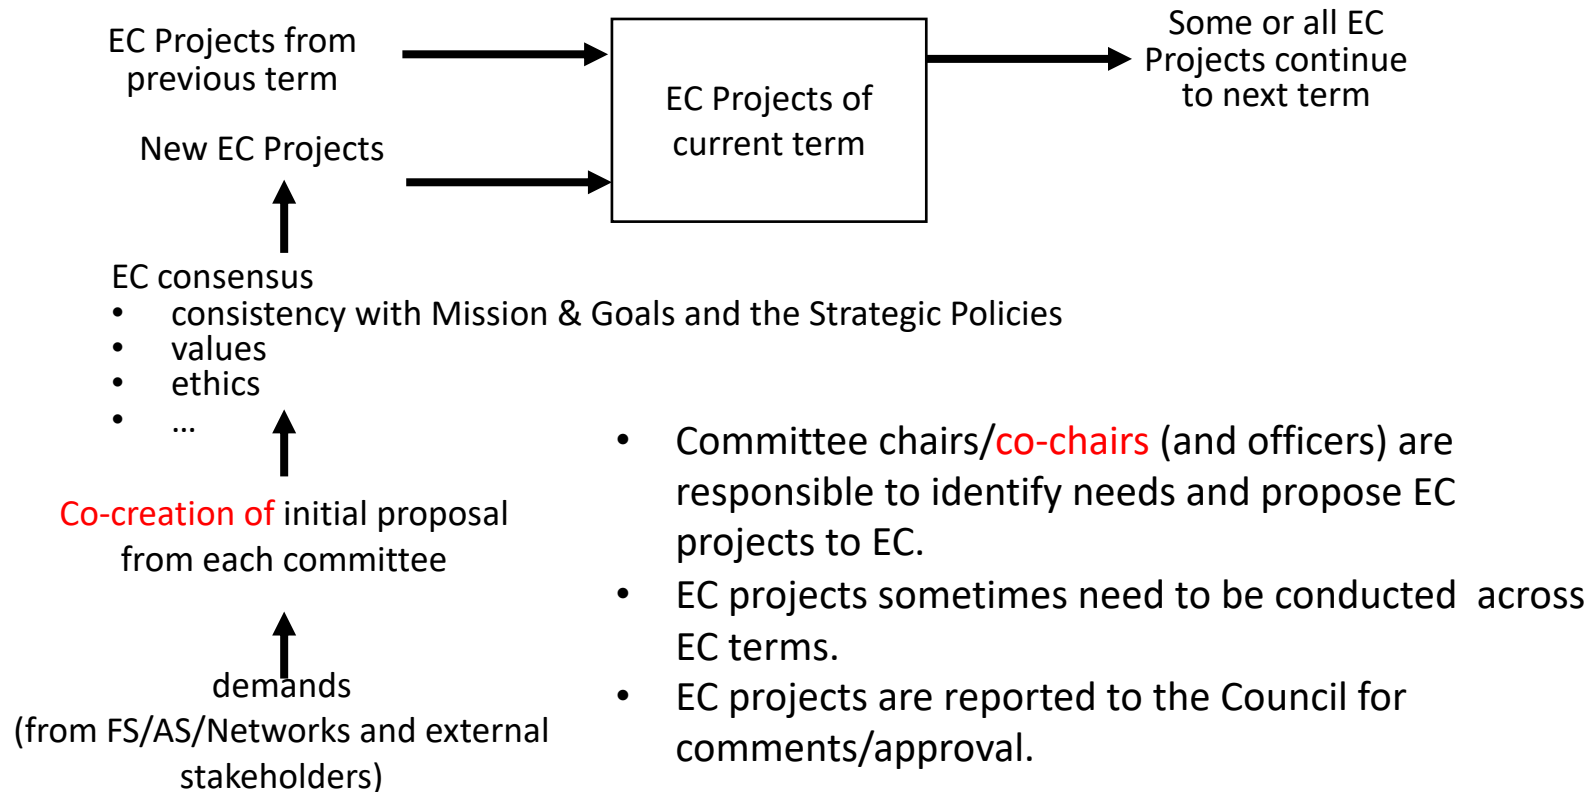 EC Projects from
previous term
New EC Projects
EC Projects of
current term
Some or all EC
Projects continue
to next term
EC consensus
• consistency with Mission & Goals and the Strategic Policies
• values
• ethics
• ...
Co-creation of initial proposal
from each committee
demands
(from FS/AS/Networks and external
stakeholders)
• Committee chairs/co-chairs (and officers) are
responsible to identify needs and propose EC
projects to EC.
• EC projects sometimes need to be conducted across
EC terms.
• EC projects are reported to the Council for
comments/approval.